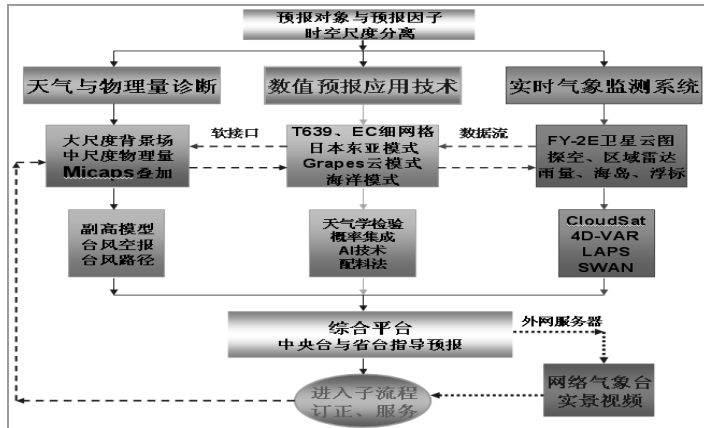 预报对象与预报因子
时空尺度分离
天气与物理量诊断
数值预报应用技术
实时气象监测系统
大尺度背景场
中尺度物理量
Micaps叠加
软接口
T639、EC细网格
日本东亚模式
Grapes云模式
海洋模式
数据流
FY-2E卫星云图
探空、区域雷达
雨量、海岛、浮标
副高模型
台风空报
台风路径
天气学检验
概率集成
AI技术
配料法
CloudSat
4D-VAR
LAPS
SWAN
综合平台
中央台与省台指导预报
外网服务器
网络气象台
实景视频
进入子流程
订正、服务